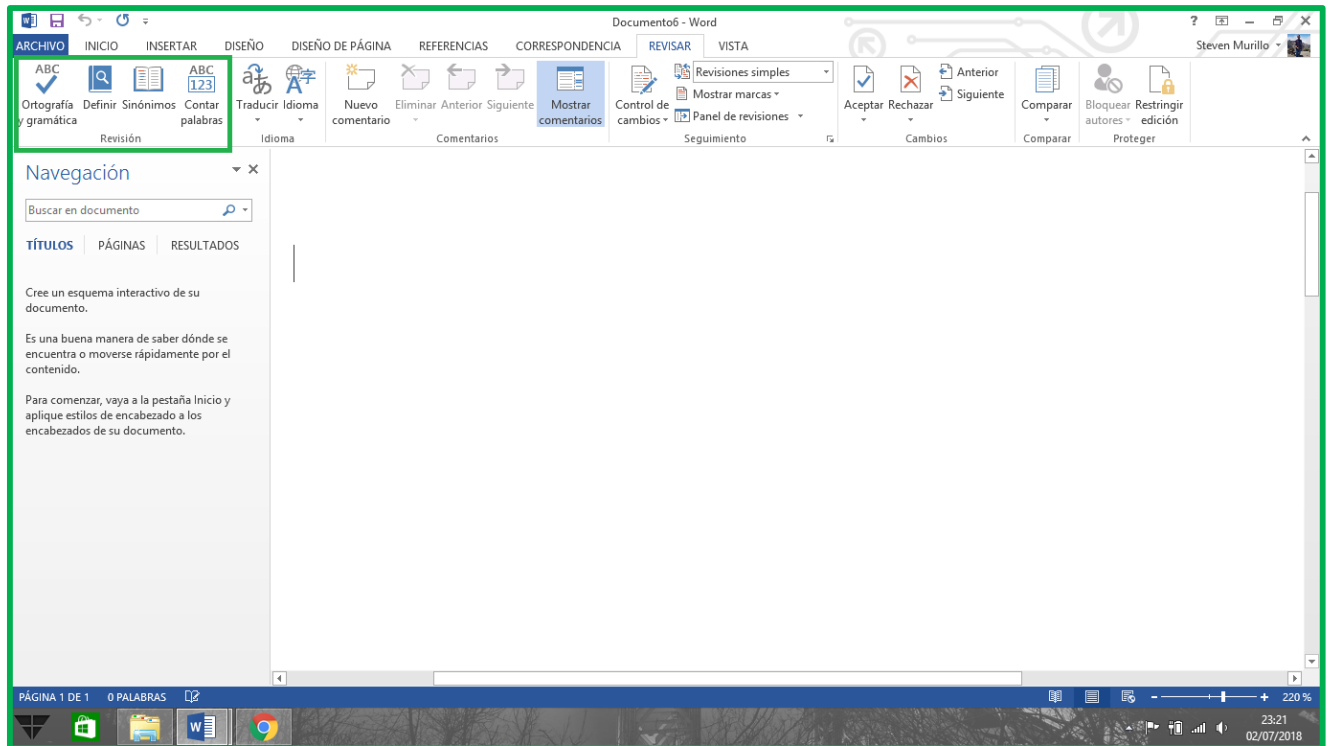 Documento6 - Word
Steven Murillo
ARCHIVO INICIO INSERTAR DISEÑO DISEÑO DE PÁGINA REFERENCIAS CORRESPONDENCIA REVISAR VISTA
ABC
Ortografía y gramática
Definir
Sinónimos
ABC
123
Contar palabras
Revisión
Traducir
Idioma
Idioma
Nuevo comentario
Eliminar
Anterior
Siguiente
Mostrar comentarios
Comentarios
Control de cambios
Revisiones simples
Mostrar marcas
Panel de revisiones
Seguimiento
Aceptar
Rechazar
Anterior
Siguiente
Cambios
Comparar
Comparar
Bloquear autores
Restringir edición
Proteger
Navegación
Buscar en documento
TÍTULOS PÁGINAS RESULTADOS
Cree un esquema interactivo de su
documento.
Es una buena manera de saber dónde se
encuentra o moverse rápidamente por el
contenido.
Para comenzar, vaya a la pestaña Inicio y
aplique estilos de encabezado a los
encabezados de su documento.
PÁGINA 1 DE 1 0 PALABRAS
220 %
23:21
02/07/2018